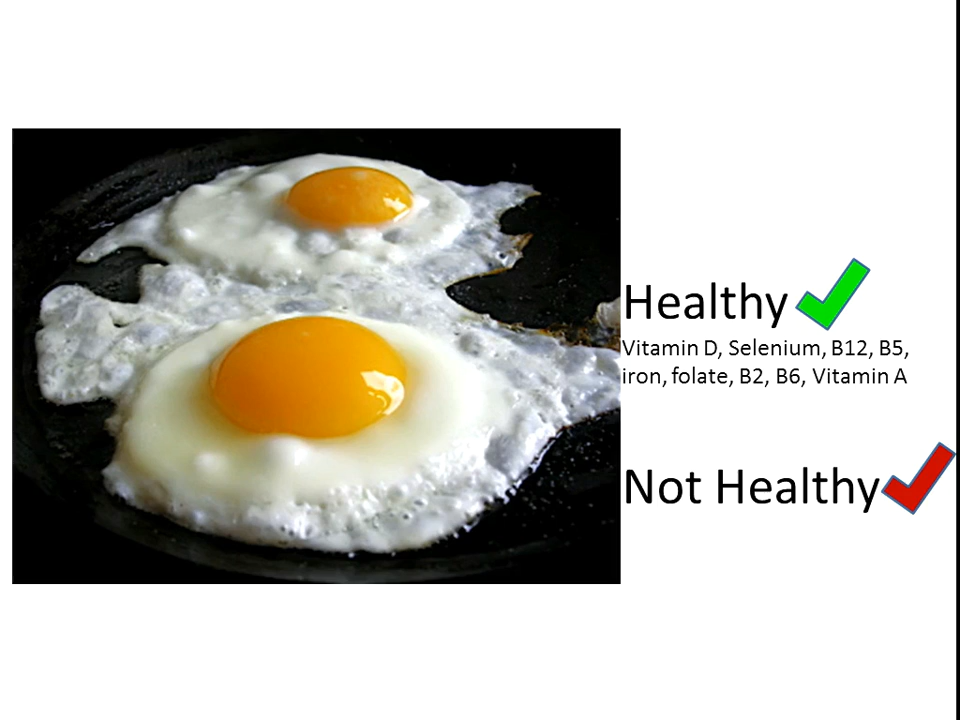 Healthy
Vitamin D, Selenium, B12, B5,
iron, folate, B2, B6, Vitamin A
Not Healthy